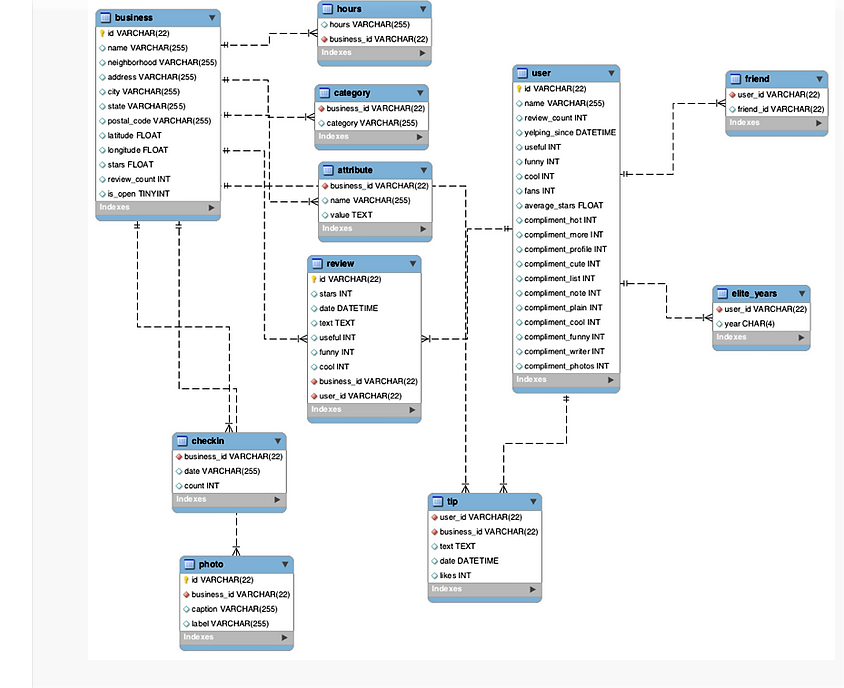 business
id VARCHAR(22)
name VARCHAR(255)
neighborhood VARCHAR(255)
address VARCHAR(255)
city VARCHAR(255)
state VARCHAR(255)
postal_code VARCHAR(255)
latitude FLOAT
longitude FLOAT
stars FLOAT
review_count INT
is_open TINYINT
Indexes
hours
hours VARCHAR(255)
business_id VARCHAR(22)
Indexes
category
business_id VARCHAR(22)
category VARCHAR(255)
Indexes
attribute
business_id VARCHAR(22)
name VARCHAR(255)
value TEXT
Indexes
review
id VARCHAR(22)
stars INT
date DATETIME
text TEXT
useful INT
funny INT
cool INT
business_id VARCHAR(22)
user_id VARCHAR(22)
Indexes
user
id VARCHAR(22)
name VARCHAR(255)
review_count INT
yelping_since DATETIME
useful INT
funny INT
cool INT
fans INT
average_stars FLOAT
compliment_hot INT
compliment_more INT
compliment_profile INT
compliment_cute INT
compliment_list INT
compliment_note INT
compliment_plain INT
compliment_cool INT
compliment_funny INT
compliment_writer INT
compliment_photos INT
Indexes
friend
user_id VARCHAR(22)
friend_id VARCHAR(22)
Indexes
elite_years
user_id VARCHAR(22)
year CHAR(4)
Indexes
checkin
business_id VARCHAR(22)
date VARCHAR(255)
count INT
Indexes
tip
user_id VARCHAR(22)
business_id VARCHAR(22)
text TEXT
date DATETIME
likes INT
Indexes
photo
id VARCHAR(22)
business_id VARCHAR(22)
caption VARCHAR(255)
label VARCHAR(255)
Indexes